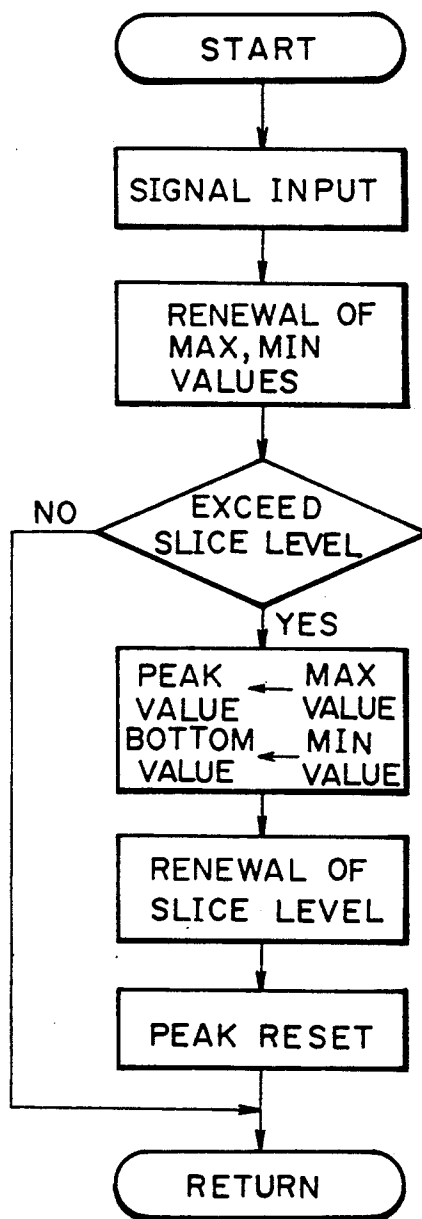 START
SIGNAL INPUT
RENEWAL OF
MAX, MIN
VALUES
NO
EXCEED
SLICE LEVEL
YES
PEAK ← MAX
VALUE VALUE
BOTTOM ← MIN
VALUE VALUE
RENEWAL OF
SLICE LEVEL
PEAK RESET
RETURN